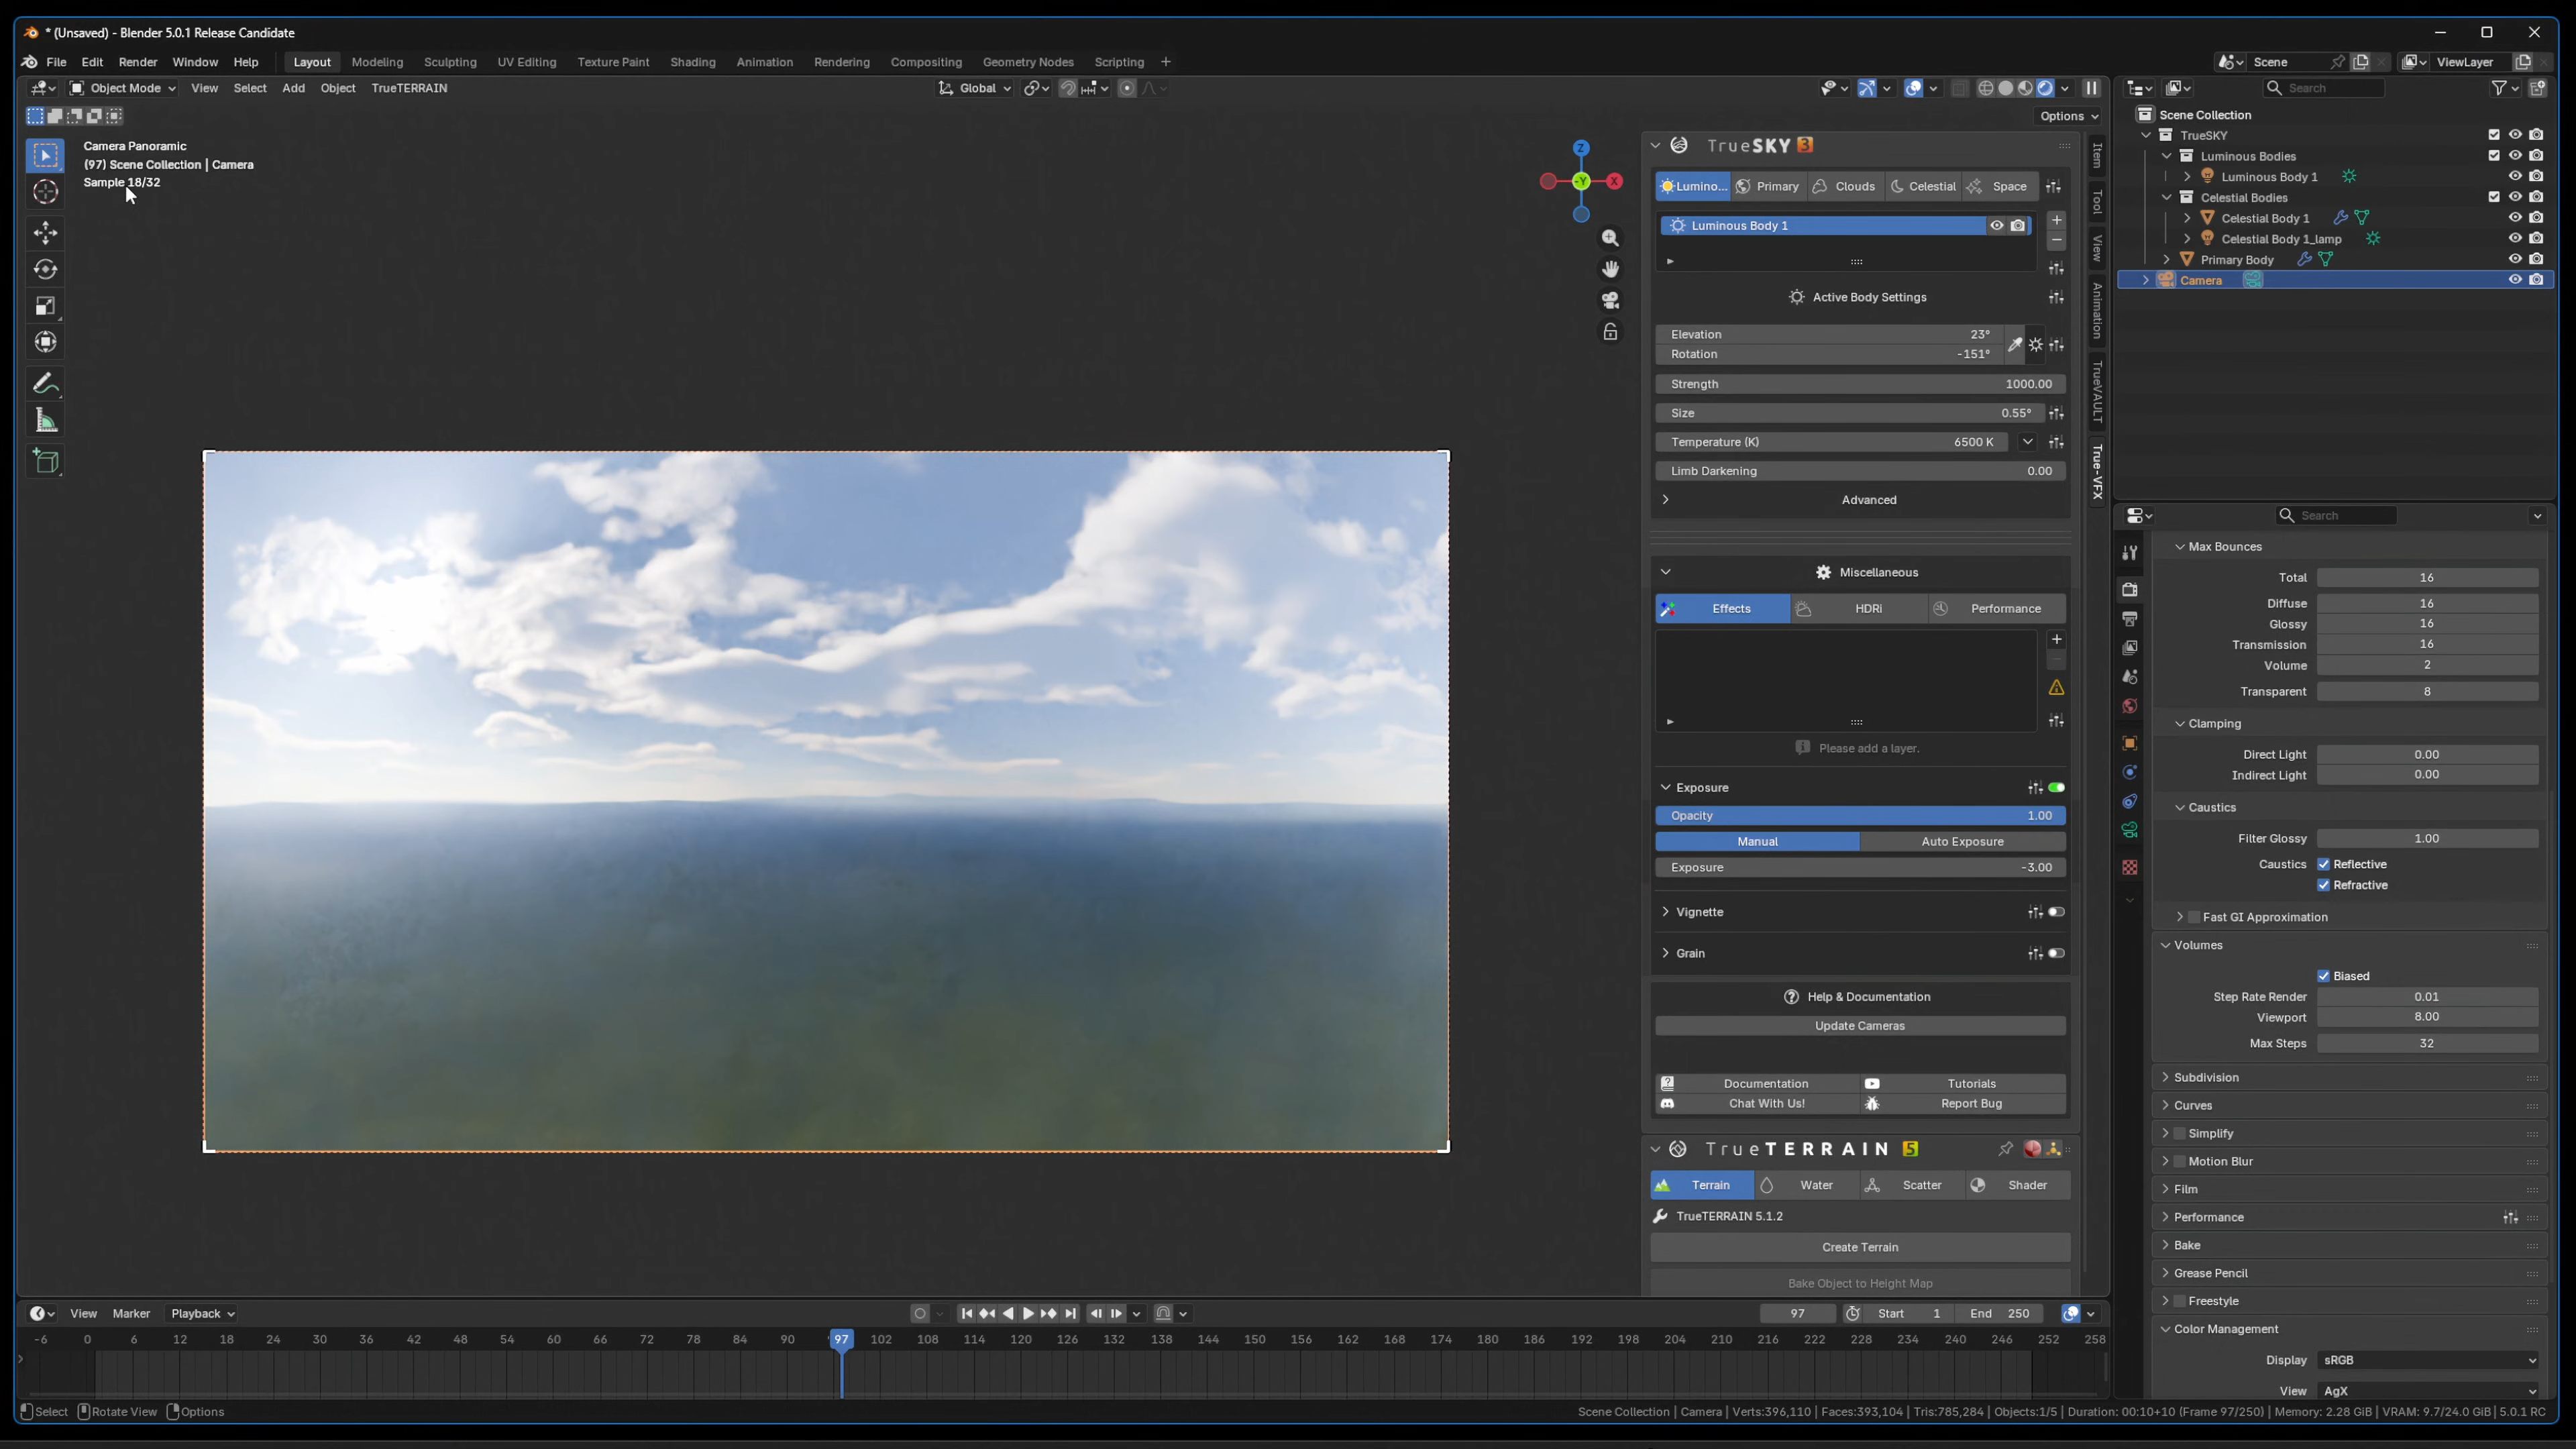 * (Unsaved) - Blender 5.0.1 Release Candidate
File Edit Render Window Help Layout Modeling Sculpting UV Editing Texture Paint Shading Animation Rendering Compositing Geometry Nodes Scripting + Scene ViewLayer
Object Mode View Select Add Object TrueTERRAIN Global Search
Options
Camera Panoramic
(97) Scene Collection | Camera
Sample 18/32
Z
-Y
X
TrueSKY 3
Lumino... Primary Clouds Celestial Space
Luminous Body 1
Active Body Settings
Elevation 23°
Rotation -151°
Strength 1000.00
Size 0.55°
Temperature (K) 6500 K
Limb Darkening 0.00
Advanced
Miscellaneous
Effects HDRi Performance
Please add a layer.
Exposure
Opacity 1.00
Manual Auto Exposure
Exposure -3.00
Vignette
Grain
Help & Documentation
Update Cameras
Documentation Tutorials
Chat With Us! Report Bug
TrueTERRAIN 5
Terrain Water Scatter Shader
TrueTERRAIN 5.1.2
Create Terrain
Bake Object to Height Map
Item
Tool
View
Animation
TrueVAULT
True-VFX
Scene Collection
TrueSKY
Luminous Bodies
Luminous Body 1
Celestial Bodies
Celestial Body 1
Celestial Body 1_lamp
Primary Body
Camera
Search
Max Bounces
Total 16
Diffuse 16
Glossy 16
Transmission 16
Volume 2
Transparent 8
Clamping
Direct Light 0.00
Indirect Light 0.00
Caustics
Filter Glossy 1.00
Caustics Reflective
Refractive
Fast GI Approximation
Volumes
Biased
Step Rate Render 0.01
Viewport 8.00
Max Steps 32
Subdivision
Curves
Simplify
Motion Blur
Film
Performance
Bake
Grease Pencil
Freestyle
Color Management
Display sRGB
View AgX
View Marker Playback 97 Start 1 End 250
-6 0 6 12 18 24 30 36 42 48 54 60 66 72 78 84 90 97 102 108 114 120 126 132 138 144 150 156 162 168 174 180 186 192 198 204 210 216 222 228 234 240 246 252 258
Select Rotate View Options Scene Collection | Camera | Verts:396,110 | Faces:393,104 | Tris:785,284 | Objects:1/5 | Duration: 00:10+10 (Frame 97/250) | Memory: 2.28 GiB | VRAM: 9.7/24.0 GiB | 5.0.1 RC